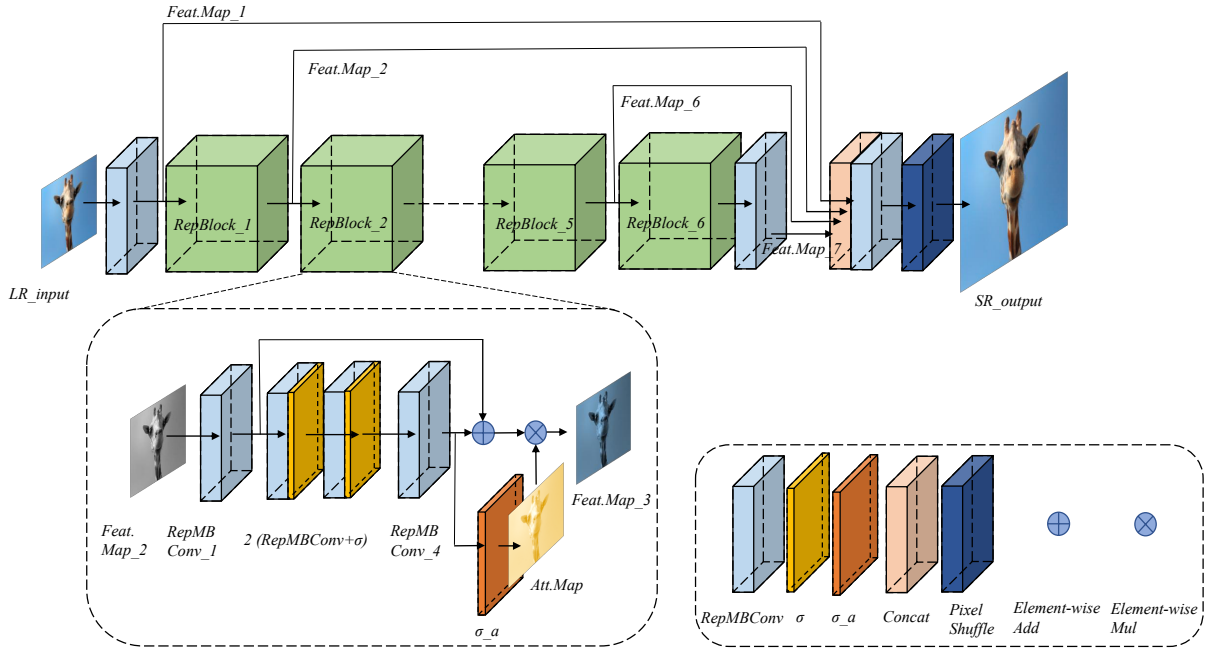 Feat.Map_1
Feat.Map_2
Feat.Map_6
RepBlock_1
RepBlock_2
RepBlock_5
RepBlock_6
Feat.Map_7
LR_input
SR_output
Feat.
Map_2
RepMB
Conv_1
2 (RepMBConv+σ)
RepMB
Conv_4
Att.Map
Feat.Map_3
σ_a
RepMBConv
σ
σ_a
Concat
Pixel
Shuffle
Element-wise
Add
Element-wise
Mul